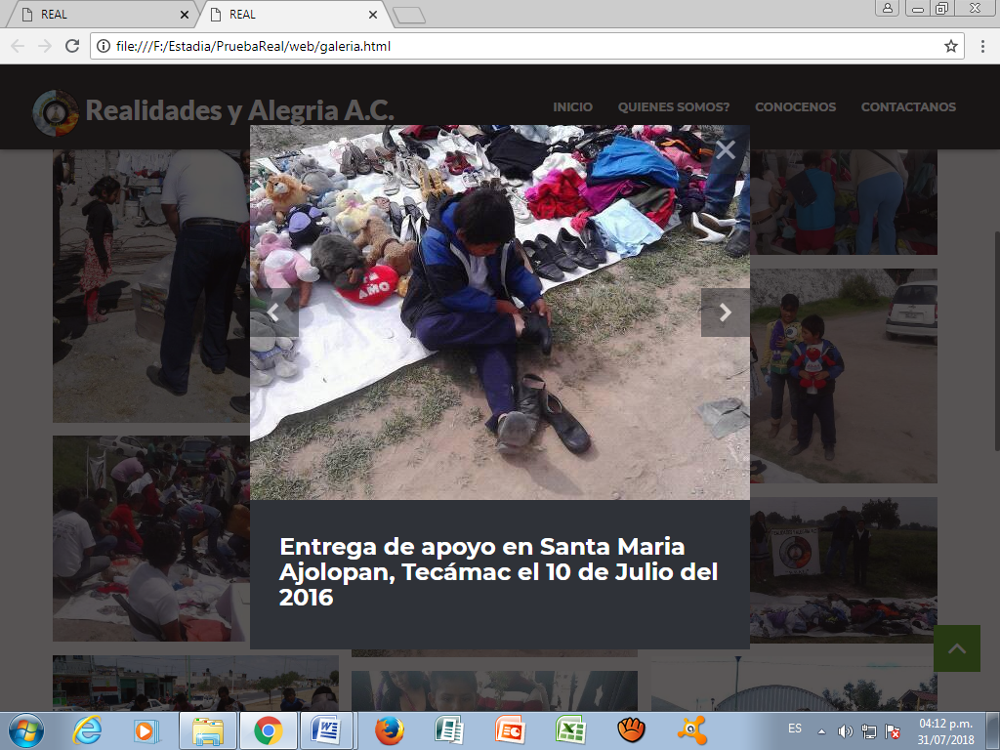 REAL
REAL
file:///F:/Estadia/PruebaReal/web/galeria.html
Realidades y Alegria A.C.
INICIO
QUIENES SOMOS?
CONOCENOS
CONTACTANOS
AMO
Entrega de apoyo en Santa Maria
Ajolopan, Tecámac el 10 de Julio del
2016
ES
04:12 p.m.
31/07/2018